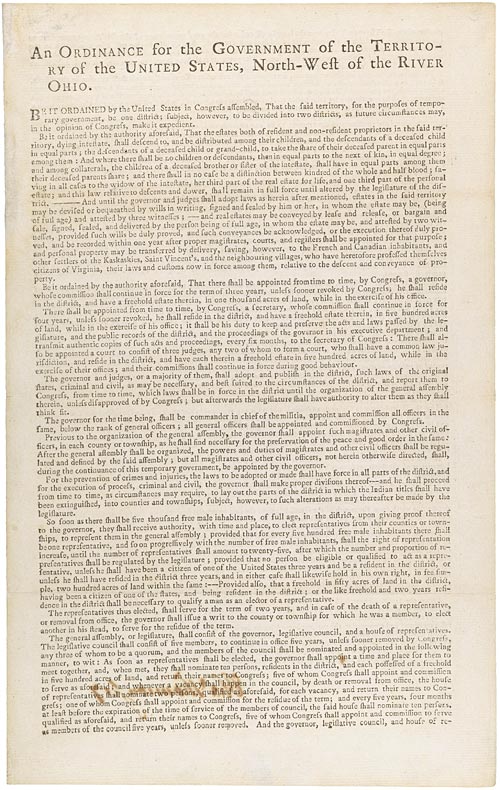 An Ordinance for the Government of the Territo-
ry of the United States, North-Weſt of the River
Ohio.
Be it ordained by the United States in Congreſs aſſembled, That the ſaid territory, for the purpoſes of tempo-
rary government, be one diſtrict; ſubject, however, to be divided into two diſtricts, as future circumſtances may,
in the opinion of Congreſs, make it expedient.
Be it ordained by the authority aforeſaid, That the eſtates both of reſident and non-reſident proprietors in the ſaid ter-
ritory, dying inteſtate, ſhall deſcend to, and be diſtributed among their children, and the deſcendants of a deceaſed child
in equal parts; the deſcendants of a deceaſed child or grand-child, to take the ſhare of their deceaſed parent in equal parts
among them: And where there ſhall be no children or deſcendants, then in equal parts to the next of kin, in equal degree;
and among collaterals, the children of a deceaſed brother or ſiſter of the inteſtate, ſhall have in equal parts among them
their deceaſed parents ſhare; and there ſhall in no caſe be a diſtinction between kindred of the whole and half blood; ſa-
ving in all caſes to the widow of the inteſtate, her third part of the real eſtate for life, and one third part of the perſonal
eſtate; and this law relative to deſcents and dower, ſhall remain in full force until altered by the legiſlature of the diſ-
trict. ——— And until the governor and judges ſhall adopt laws as herein after mentioned, eſtates in the ſaid territory
may be deviſed or bequeathed by wills in writing, ſigned and ſealed by him or her, in whom the eſtate may be, (being
of full age) and atteſted by three witneſſes; — and real eſtates may be conveyed by leaſe and releaſe, or bargain and
ſale, ſigned, ſealed, and delivered by the perſon being of full age, in whom the eſtate may be, and atteſted by two wit-
neſſes, provided ſuch wills be duly proved, and ſuch conveyances be acknowledged, or the execution thereof duly pro-
ved, and be recorded within one year after proper magiſtrates, courts, and regiſters ſhall be appointed for that purpoſe;
and perſonal property may be transferred by delivery, ſaving, however, to the French and Canadian inhabitants, and
other ſettlers of the Kaskaskies, Saint Vincent's, and the neighbouring villages, who have heretofore profeſſed themſelves
citizens of Virginia, their laws and cuſtoms now in force among them, relative to the deſcent and conveyance of pro-
perty.
Be it ordained by the authority aforeſaid, That there ſhall be appointed from time to time, by Congreſs, a governor,
whoſe commiſſion ſhall continue in force for the term of three years, unleſs ſooner revoked by Congreſs; he ſhall reſide
in the diſtrict, and have a freehold eſtate therein, in one thouſand acres of land, while in the exerciſe of his office.
There ſhall be appointed from time to time, by Congreſs, a ſecretary, whoſe commiſſion ſhall continue in force for
four years, unleſs ſooner revoked, he ſhall reſide in the diſtrict, and have a freehold eſtate therein, in five hundred acres
of land, while in the exerciſe of his office; it ſhall be his duty to keep and preſerve the acts and laws paſſed by the le-
giſlature, and the public records of the diſtrict, and the proceedings of the governor in his executive department; and
tranſmit authentic copies of ſuch acts and proceedings, every ſix months, to the Secretary of Congreſs: There ſhall al-
ſo be appointed a court to conſiſt of three judges, any two of whom to form a court, who ſhall have a common law ju-
riſdiction, and reſide in the diſtrict, and have each therein a freehold eſtate in five hundred acres of land, while in the
exerciſe of their offices; and their commiſſions ſhall continue in force during good behaviour.
The governor and judges, or a majority of them, ſhall adopt and publiſh in the diſtrict, ſuch laws of the original
ſtates, criminal and civil, as may be neceſſary, and beſt ſuited to the circumſtances of the diſtrict, and report them to
Congreſs, from time to time, which laws ſhall be in force in the diſtrict until the organization of the general aſſembly
therein, unleſs diſapproved of by Congreſs; but afterwards the legiſlature ſhall have authority to alter them as they ſhall
think fit.
The governor for the time being, ſhall be commander in chief of the militia, appoint and commiſſion all officers in the
ſame, below the rank of general officers; all general officers ſhall be appointed and commiſſioned by Congreſs.
Previous to the organization of the general aſſembly, the governor ſhall appoint ſuch magiſtrates and other civil of-
ficers, in each county or townſhip, as he ſhall find neceſſary for the preſervation of the peace and good order in the ſame:
After the general aſſembly ſhall be organized, the powers and duties of magiſtrates and other civil officers ſhall be regu-
lated and defined by the ſaid aſſembly; but all magiſtrates and other civil officers, not herein otherwiſe directed, ſhall,
during the continuance of this temporary government, be appointed by the governor.
For the prevention of crimes and injuries, the laws to be adopted or made ſhall have force in all parts of the diſtrict, and
for the execution of proceſs, criminal and civil, the governor ſhall make proper diviſions thereof—and he ſhall proceed
from time to time, as circumſtances may require, to lay out the parts of the diſtrict in which the Indian titles ſhall have
been extinguiſhed, into counties and townſhips, ſubject, however, to ſuch alterations as may thereafter be made by the
legiſlature.
So ſoon as there ſhall be five thouſand free male inhabitants, of full age, in the diſtrict, upon giving proof thereof
to the governor, they ſhall receive authority, with time and place, to elect repreſentatives from their counties or town-
ſhips, to repreſent them in the general aſſembly; provided that for every five hundred free male inhabitants there ſhall
be one repreſentative, and ſo on progreſſively with the number of free male inhabitants, ſhall the right of repreſentation
increaſe, until the number of repreſentatives ſhall amount to twenty-five, after which the number and proportion of re-
preſentatives ſhall be regulated by the legiſlature; provided that no perſon be eligible or qualified to act as a repre-
ſentative, unleſs he ſhall have been a citizen of one of the United States three years and be a reſident in the diſtrict, or
unleſs he ſhall have reſided in the diſtrict three years, and in either caſe ſhall likewiſe hold in his own right, in fee ſim-
ple, two hundred acres of land within the ſame:—Provided alſo, that a freehold in fifty acres of land in the diſtrict,
having been a citizen of one of the ſtates, and being reſident in the diſtrict; or the like freehold and two years reſi-
dence in the diſtrict ſhall be neceſſary to qualify a man as an elector of a repreſentative.
The repreſentatives thus elected, ſhall ſerve for the term of two years, and in caſe of the death of a repreſentative,
or removal from office, the governor ſhall iſſue a writ to the county or townſhip for which he was a member, to elect
another in his ſtead, to ſerve for the reſidue of the term.
The general aſſembly, or legiſlature, ſhall conſiſt of the governor, legiſlative council, and a houſe of repreſentatives.
The legiſlative council ſhall conſiſt of five members, to continue in office five years, unleſs ſooner removed by Congreſs,
any three of whom to be a quorum, and the members of the council ſhall be nominated and appointed in the following
manner, to wit: As ſoon as repreſentatives ſhall be elected, the governor ſhall appoint a time and place for them to
meet together, and, when met, they ſhall nominate ten perſons, reſidents in the diſtrict, and each poſſeſſed of a freehold
in five hundred acres of land, and return their names to Congreſs; five of whom Congreſs ſhall appoint and commiſſion
to ſerve as aforeſaid; and whenever a vacancy ſhall happen in the council, by death or removal from office, the houſe
of repreſentatives ſhall nominate two perſons, qualified as aforeſaid, for each vacancy, and return their names to Con-
greſs; one of whom Congreſs ſhall appoint and commiſſion for the reſidue of the term; and every five years, four months
at leaſt before the expiration of the time of ſervice of the members of council, the ſaid houſe ſhall nominate ten perſons,
qualified as aforeſaid, and return their names to Congreſs, five of whom Congreſs ſhall appoint and commiſſion to ſerve
as members of the council five years, unleſs ſooner removed. And the governor, legiſlative council, and houſe of re-